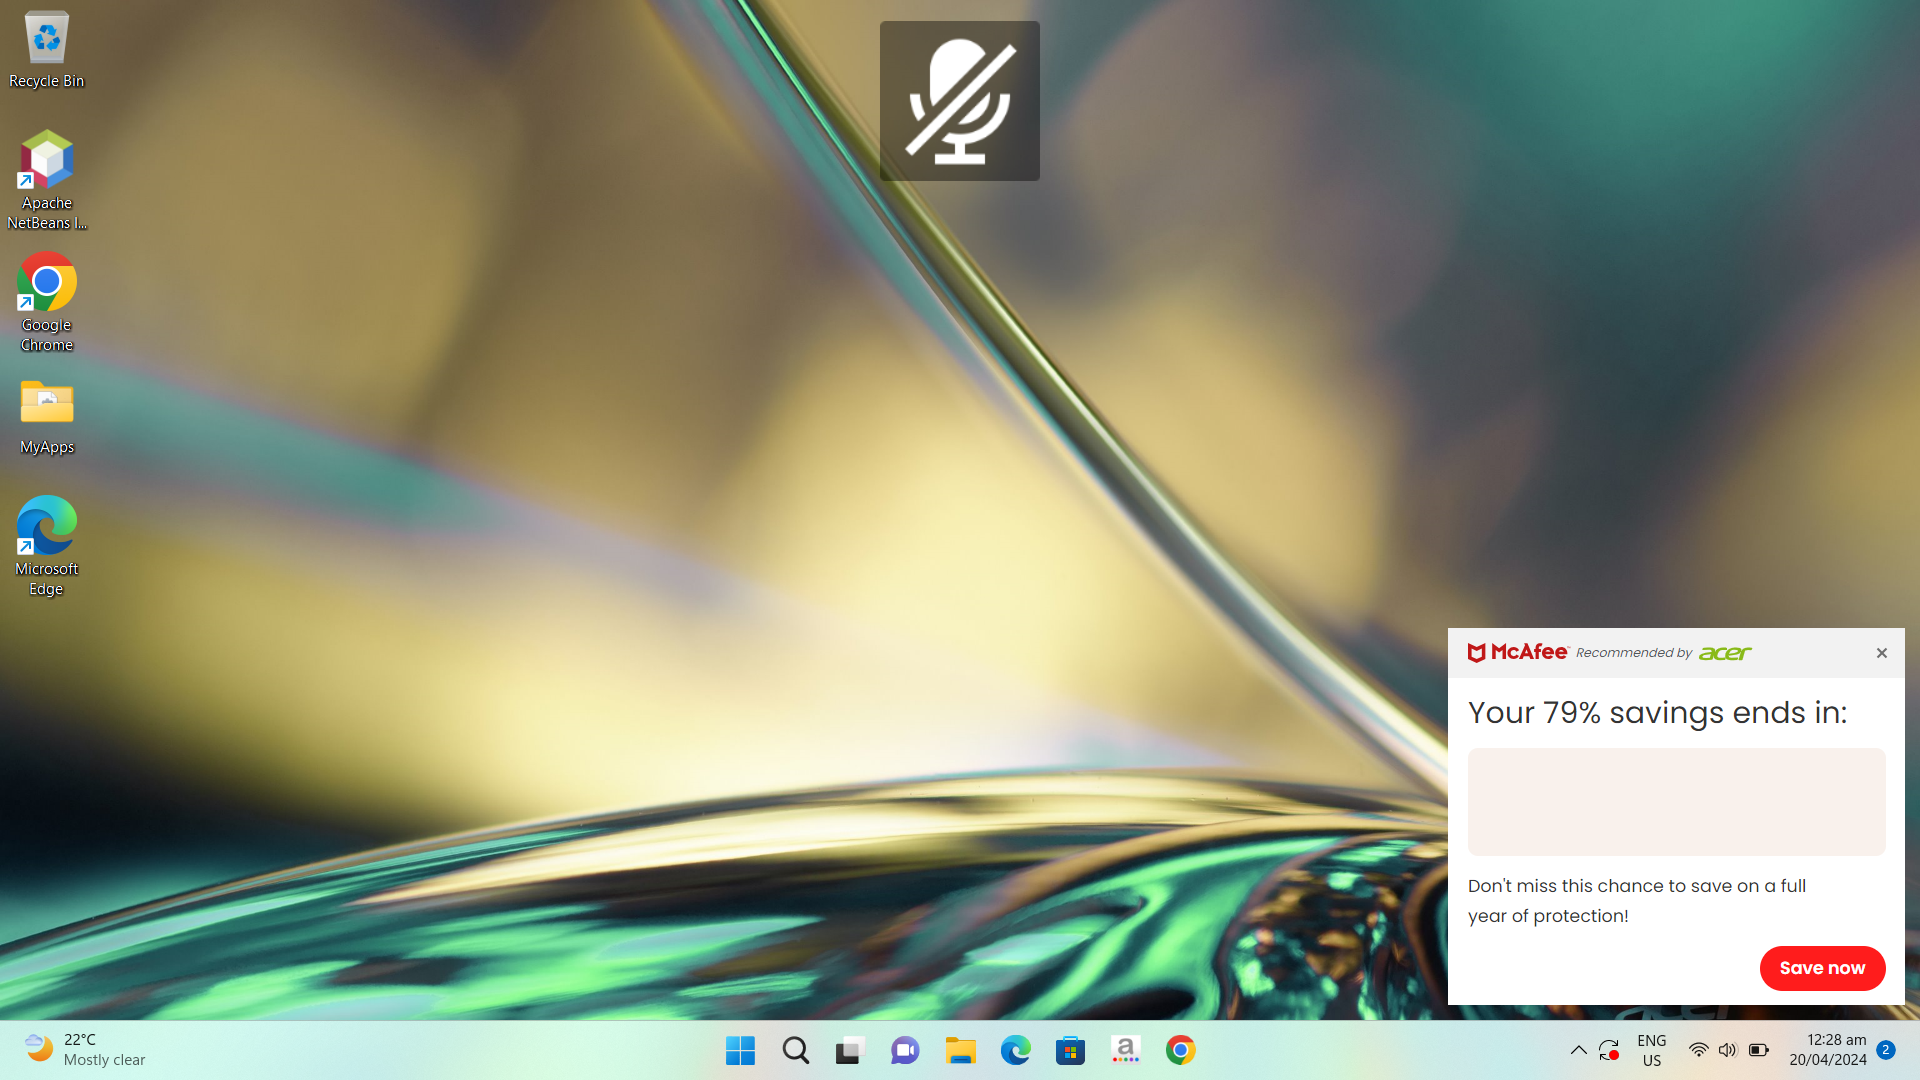 Recycle Bin
Apache
NetBeans I...
Google
Chrome
MyApps
Microsoft
Edge
McAfee Recommended by acer
Your 79% savings ends in:
Don't miss this chance to save on a full
year of protection!
Save now
acer
22°C
Mostly clear
a
ENG
US
12:28 am
20/04/2024
2